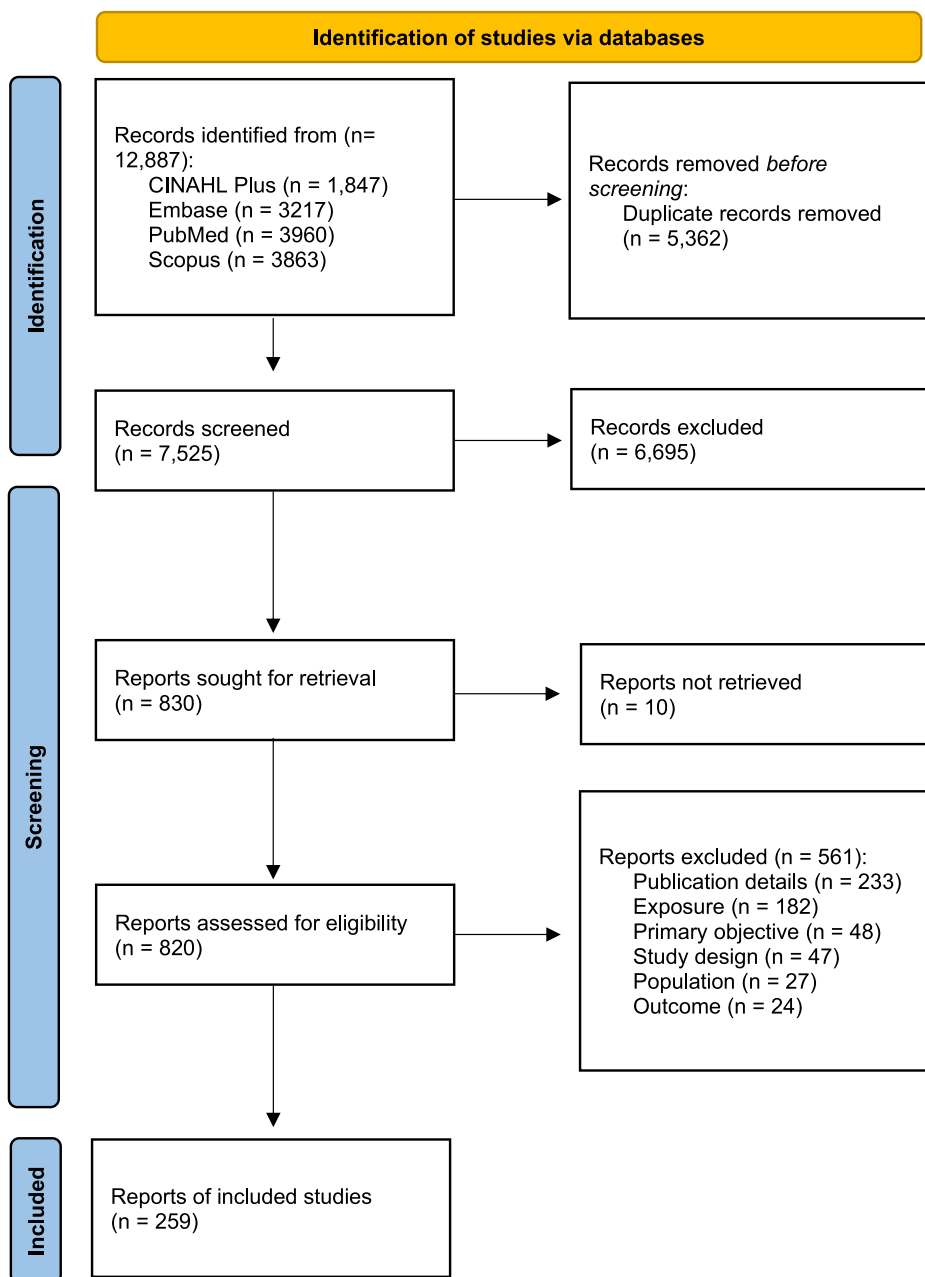 Identification of studies via databases
Identification
Records identified from (n=
12,887):
CINAHL Plus (n = 1,847)
Embase (n = 3217)
PubMed (n = 3960)
Scopus (n = 3863)
Records removed before
screening:
Duplicate records removed
(n = 5,362)
Records screened
(n = 7,525)
Records excluded
(n = 6,695)
Screening
Reports sought for retrieval
(n = 830)
Reports not retrieved
(n = 10)
Reports assessed for eligibility
(n = 820)
Reports excluded (n = 561):
Publication details (n = 233)
Exposure (n = 182)
Primary objective (n = 48)
Study design (n = 47)
Population (n = 27)
Outcome (n = 24)
Included
Reports of included studies
(n = 259)